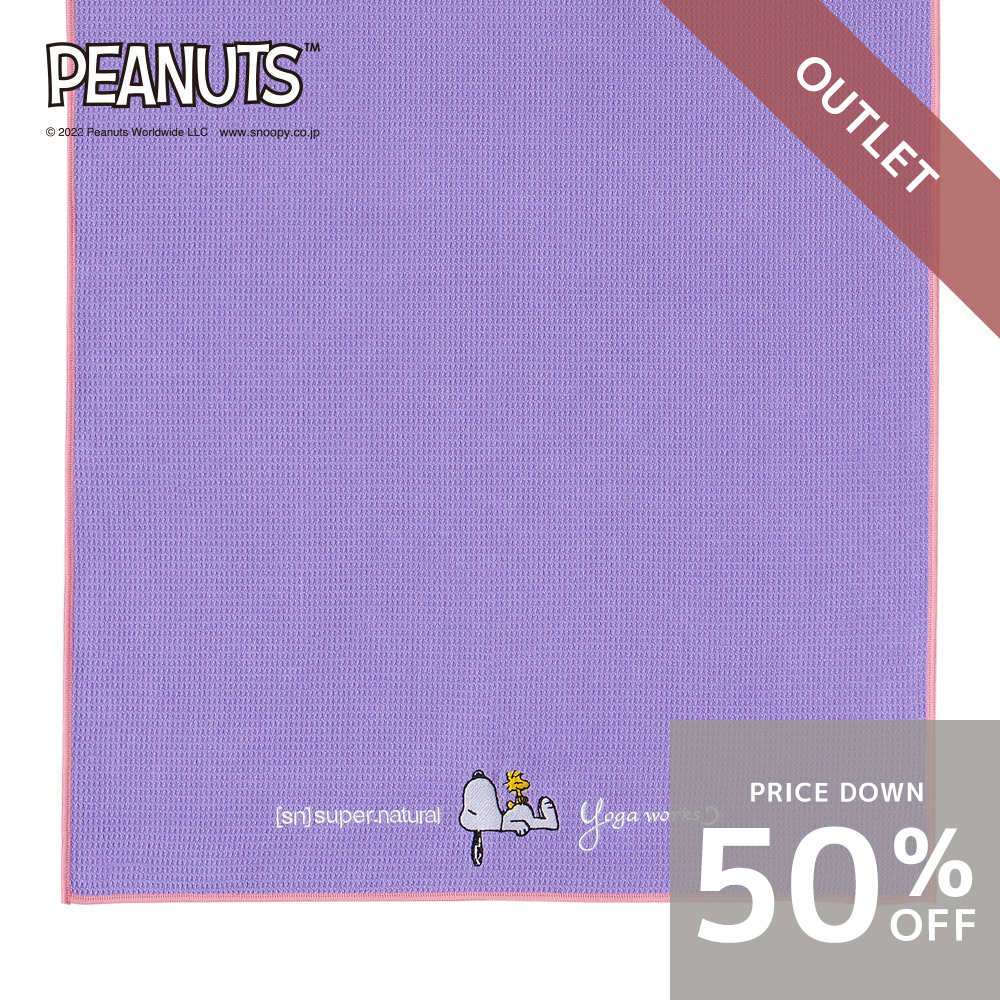 PEANUTS™
© 2022 Peanuts Worldwide LLC www.snoopy.co.jp
OUTLET
[sn]super.natural
Yoga works
PRICE DOWN
50%
OFF